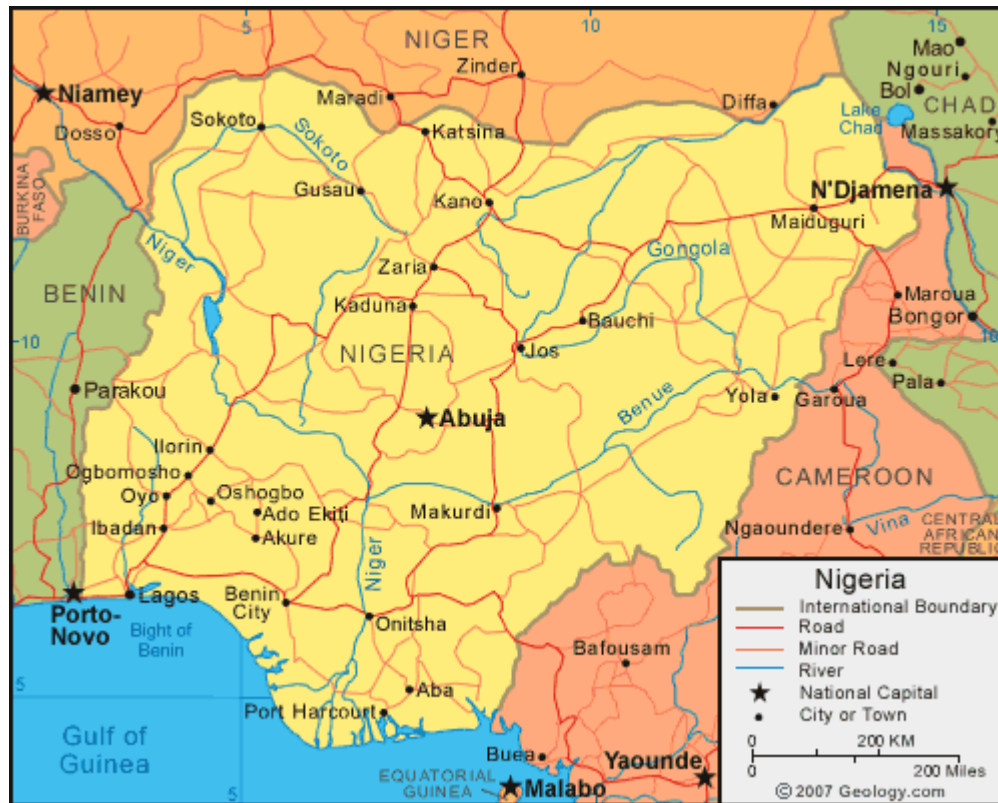 5
10
15
NIGER
Mao
Zinder
Ngouri
Niamey
Maradi
Diffa
Bol
CHAD
Lake
Chad
Dosso
Sokoto
Katsina
Massakory
Sokoto
BURKINA
FASO
Gusau
Kano
N'Djamena
Maiduguri
Niger
Gongola
Zaria
BENIN
Kaduna
Maroua
Bongor
Bauchi
10
10
NIGERIA
Jos
Lere
Parakou
Benue
Yola
Garoua
Pala
Abuja
Ilorin
Ogbomosho
CAMEROON
Oyo
Oshogbo
Ado Ekiti
Makurdi
Ibadan
Akure
Ngaoundere
Vina
CENTRAL
AFRICAN
REPUBLIC
Niger
Lagos
Benin
City
Porto-
Novo
Onitsha
Bight of
Benin
Bafousam
5
Aba
Port Harcourt
Gulf of
Guinea
Buea
Yaounde
EQUATORIAL
GUINEA
Malabo
5
Nigeria
International Boundary
Road
Minor Road
River
National Capital
City or Town
0
200 KM
0
200 Miles
© 2007 Geology.com